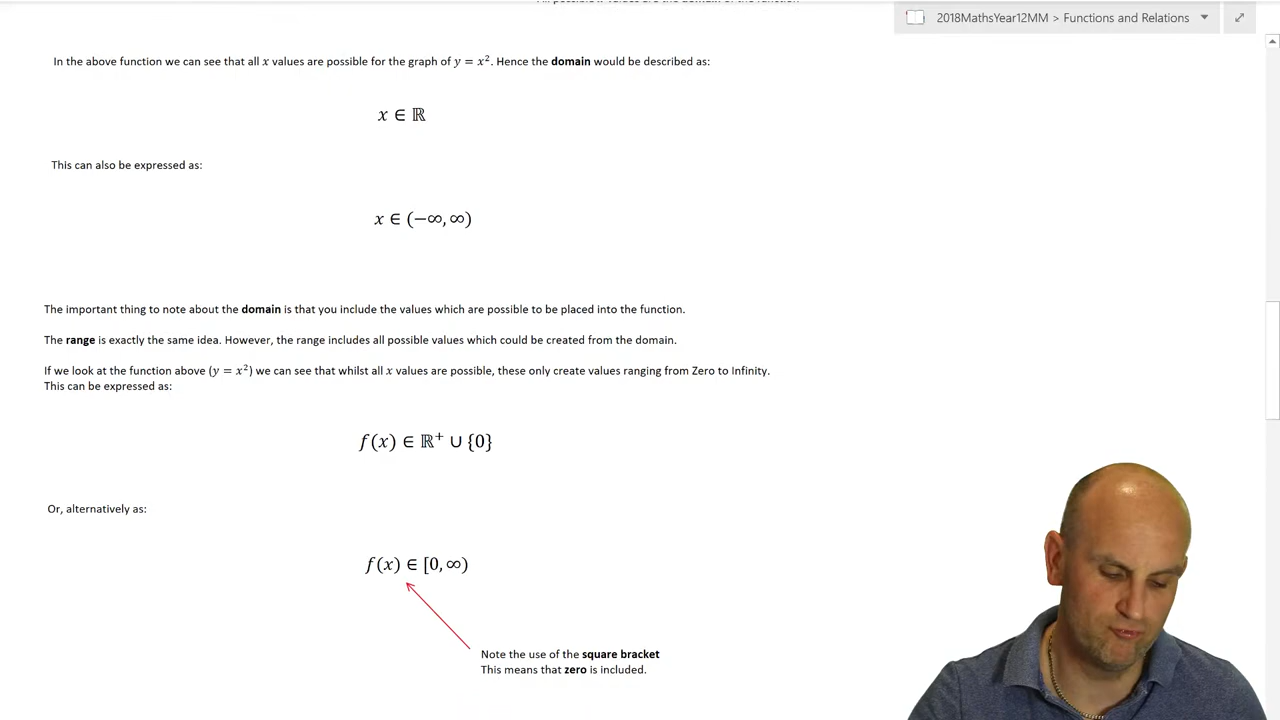 2018MathsYear12MM > Functions and Relations
In the above function we can see that all x values are possible for the graph of y = x². Hence the domain would be described as:
x ∈ ℝ
This can also be expressed as:
x ∈ (−∞, ∞)
The important thing to note about the domain is that you include the values which are possible to be placed into the function.
The range is exactly the same idea. However, the range includes all possible values which could be created from the domain.
If we look at the function above (y = x²) we can see that whilst all x values are possible, these only create values ranging from Zero to Infinity.
This can be expressed as:
f(x) ∈ ℝ⁺ ∪ {0}
Or, alternatively as:
f(x) ∈ [0, ∞)
Note the use of the square bracket
This means that zero is included.